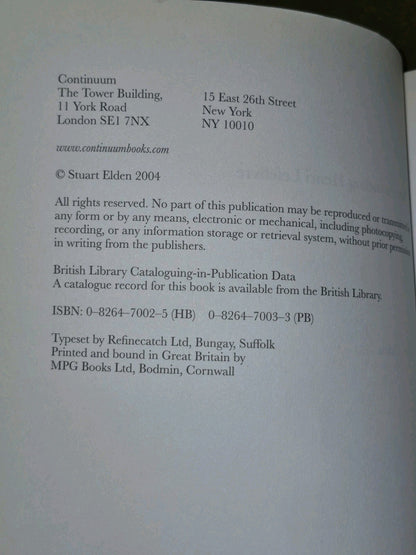 Continuum
The Tower Building,
11 York Road
London SE1 7NX
15 East 26th Street
New York
NY 10010
www.continuumbooks.com
© Stuart Elden 2004
All rights reserved. No part of this publication may be reproduced or transmitted in
any form or by any means, electronic or mechanical, including photocopying,
recording, or any information storage or retrieval system, without prior permission
in writing from the publishers.
British Library Cataloguing-in-Publication Data
A catalogue record for this book is available from the British Library.
ISBN: 0–8264–7002–5 (HB) 0–8264–7003–3 (PB)
Typeset by Refinecatch Ltd, Bungay, Suffolk
Printed and bound in Great Britain by
MPG Books Ltd, Bodmin, Cornwall